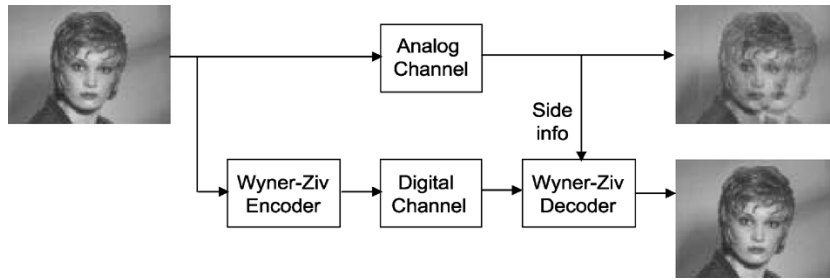 Analog
Channel
Side
info
Wyner-Ziv
Encoder
Digital
Channel
Wyner-Ziv
Decoder